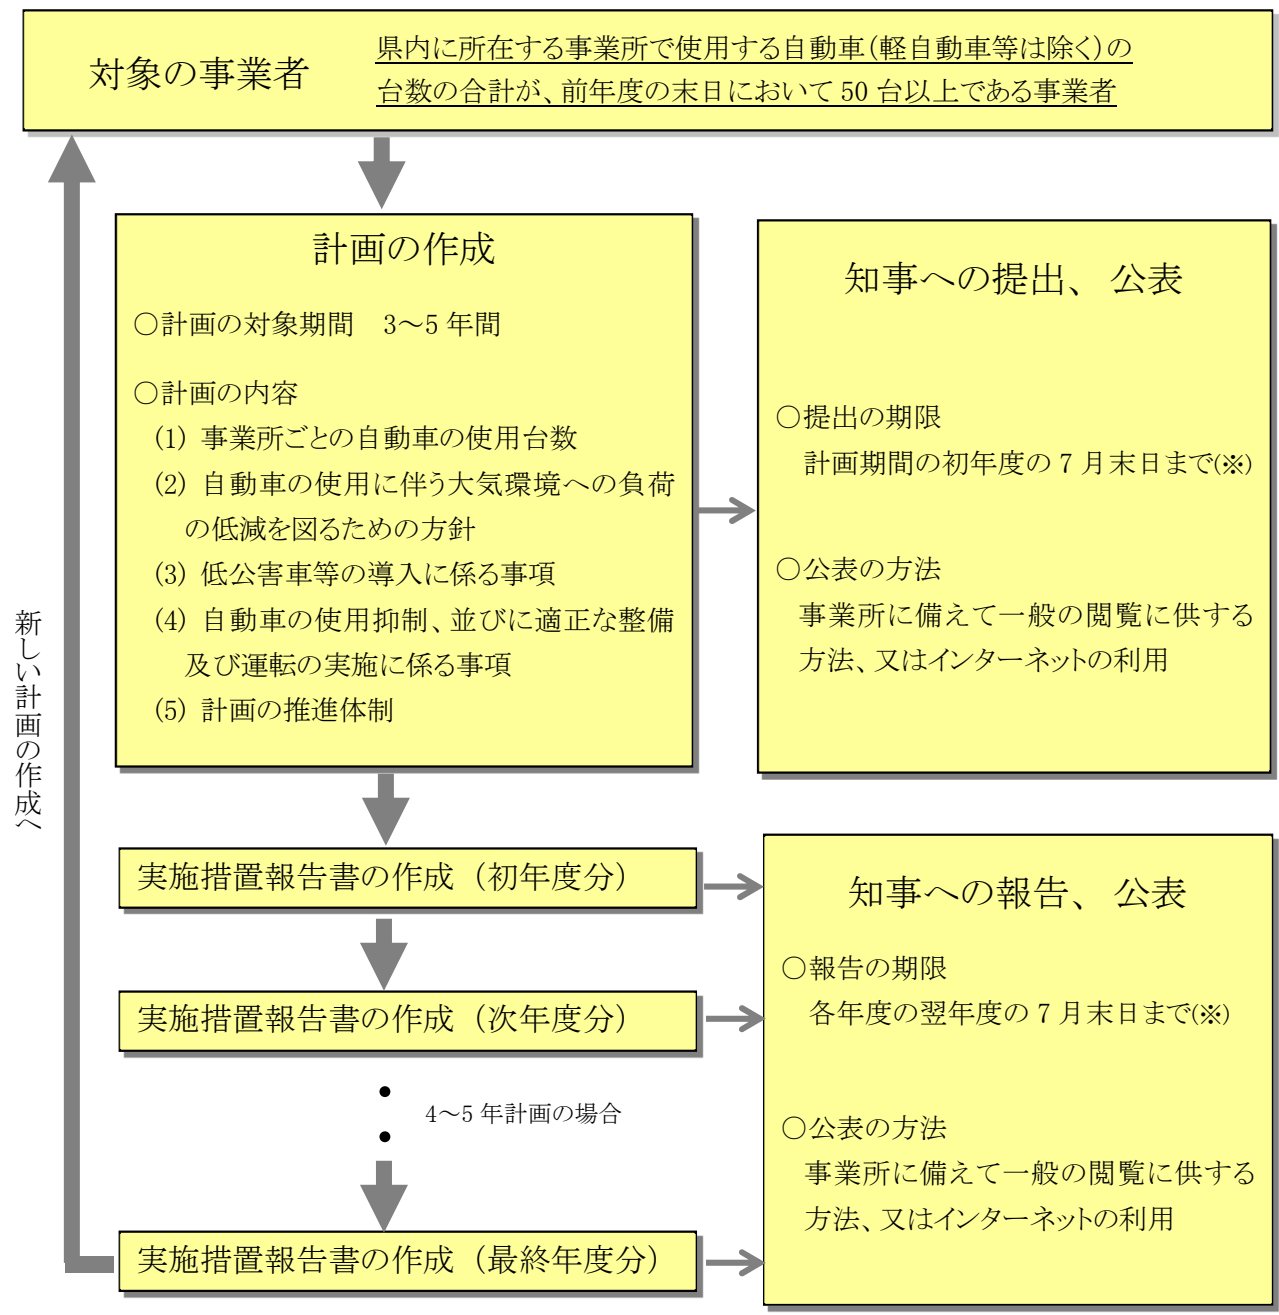 対象の事業者
県内に所在する事業所で使用する自動車(軽自動車等は除く)の
台数の合計が、前年度の末日において50台以上である事業者
計画の作成
○計画の対象期間　3～5年間
○計画の内容
(1) 事業所ごとの自動車の使用台数
(2) 自動車の使用に伴う大気環境への負荷
の低減を図るための方針
(3) 低公害車等の導入に係る事項
(4) 自動車の使用抑制、並びに適正な整備
及び運転の実施に係る事項
(5) 計画の推進体制
知事への提出、公表
○提出の期限
計画期間の初年度の7月末日まで(※)
○公表の方法
事業所に備えて一般の閲覧に供する
方法、又はインターネットの利用
新しい計画の作成へ
実施措置報告書の作成（初年度分）
実施措置報告書の作成（次年度分）
4～5年計画の場合
実施措置報告書の作成（最終年度分）
知事への報告、公表
○報告の期限
各年度の翌年度の7月末日まで(※)
○公表の方法
事業所に備えて一般の閲覧に供する
方法、又はインターネットの利用